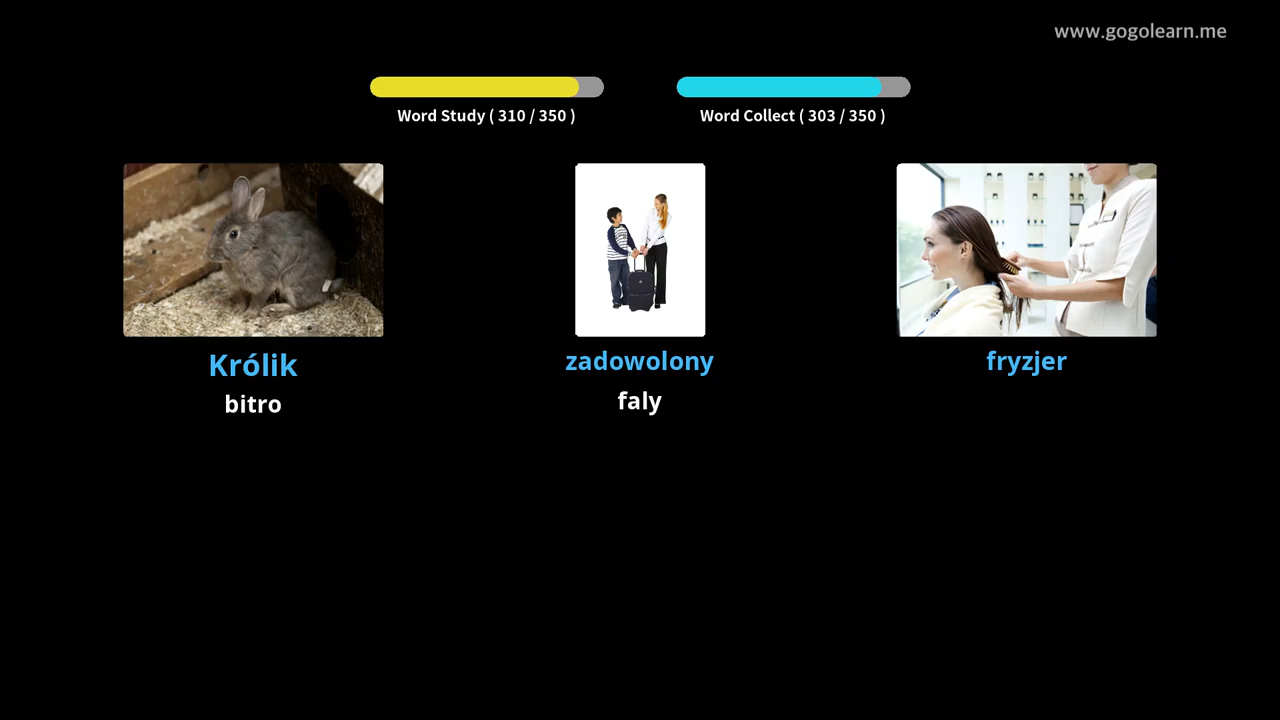 www.gogolearn.me
Word Study ( 310 / 350 )
Word Collect ( 303 / 350 )
Królik
bitro
zadowolony
faly
fryzjer